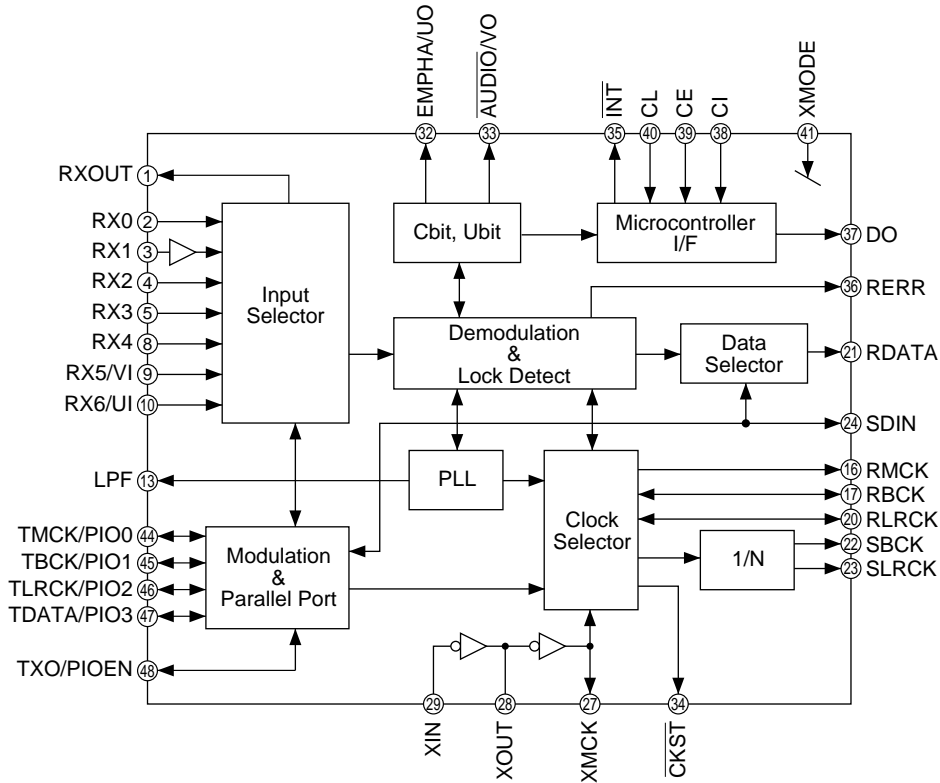 EMPHA/UO
AUDIO/VO
INT
CL
CE
CI
XMODE
32
33
35
40
39
38
41
RXOUT 1
RX0 2
RX1 3
RX2 4
RX3 5
RX4 8
RX5/VI 9
RX6/UI 10
Input
Selector
Cbit, Ubit
Microcontroller
I/F
37 DO
36 RERR
Demodulation
&
Lock Detect
Data
Selector
21 RDATA
24 SDIN
LPF 13
PLL
Clock
Selector
16 RMCK
17 RBCK
20 RLRCK
22 SBCK
23 SLRCK
1/N
TMCK/PIO0 44
TBCK/PIO1 45
TLRCK/PIO2 46
TDATA/PIO3 47
Modulation
&
Parallel Port
TXO/PIOEN 48
29
28
27
34
XIN
XOUT
XMCK
CKST